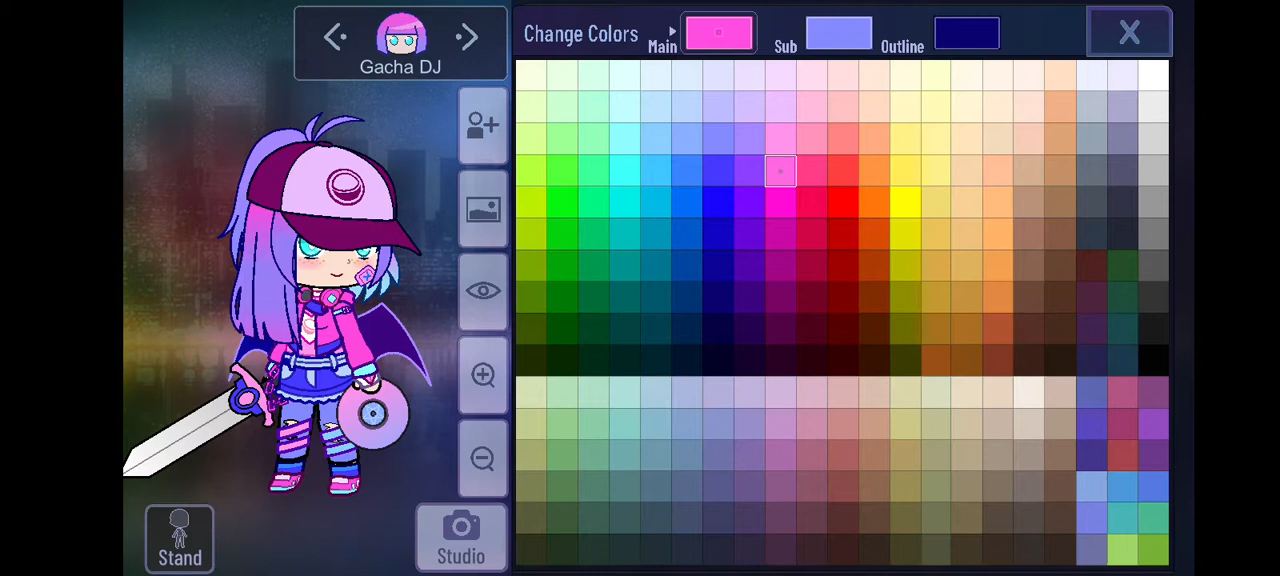 Gacha DJ
Change Colors
Main
Sub
Outline
X
Stand
Studio